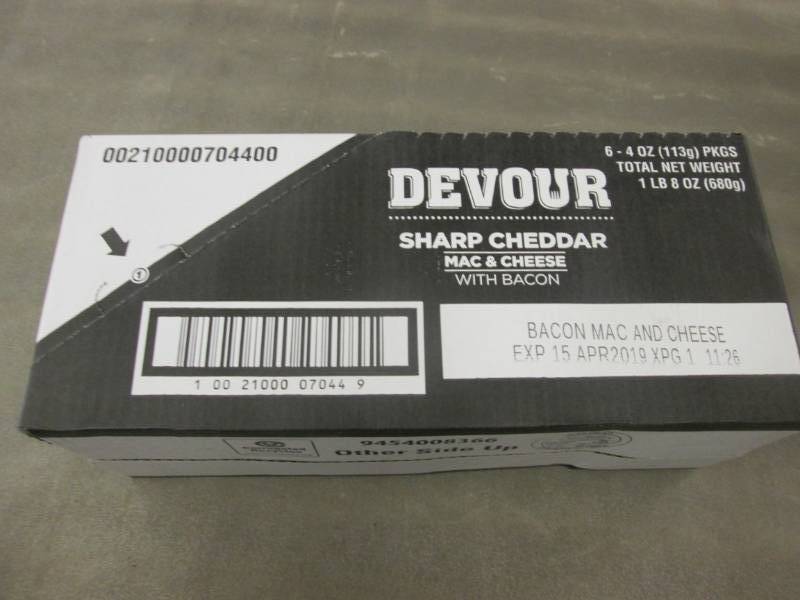 00210000704400
6 - 4 OZ (113g) PKGS
TOTAL NET WEIGHT
1 LB 8 OZ (680g)
DEVOUR
SHARP CHEDDAR
MAC & CHEESE
WITH BACON
1
1 00 21000 07044 9
BACON MAC AND CHEESE
EXP 15 APR2019 XPG 1 11:26
9454008366
Other Side Up